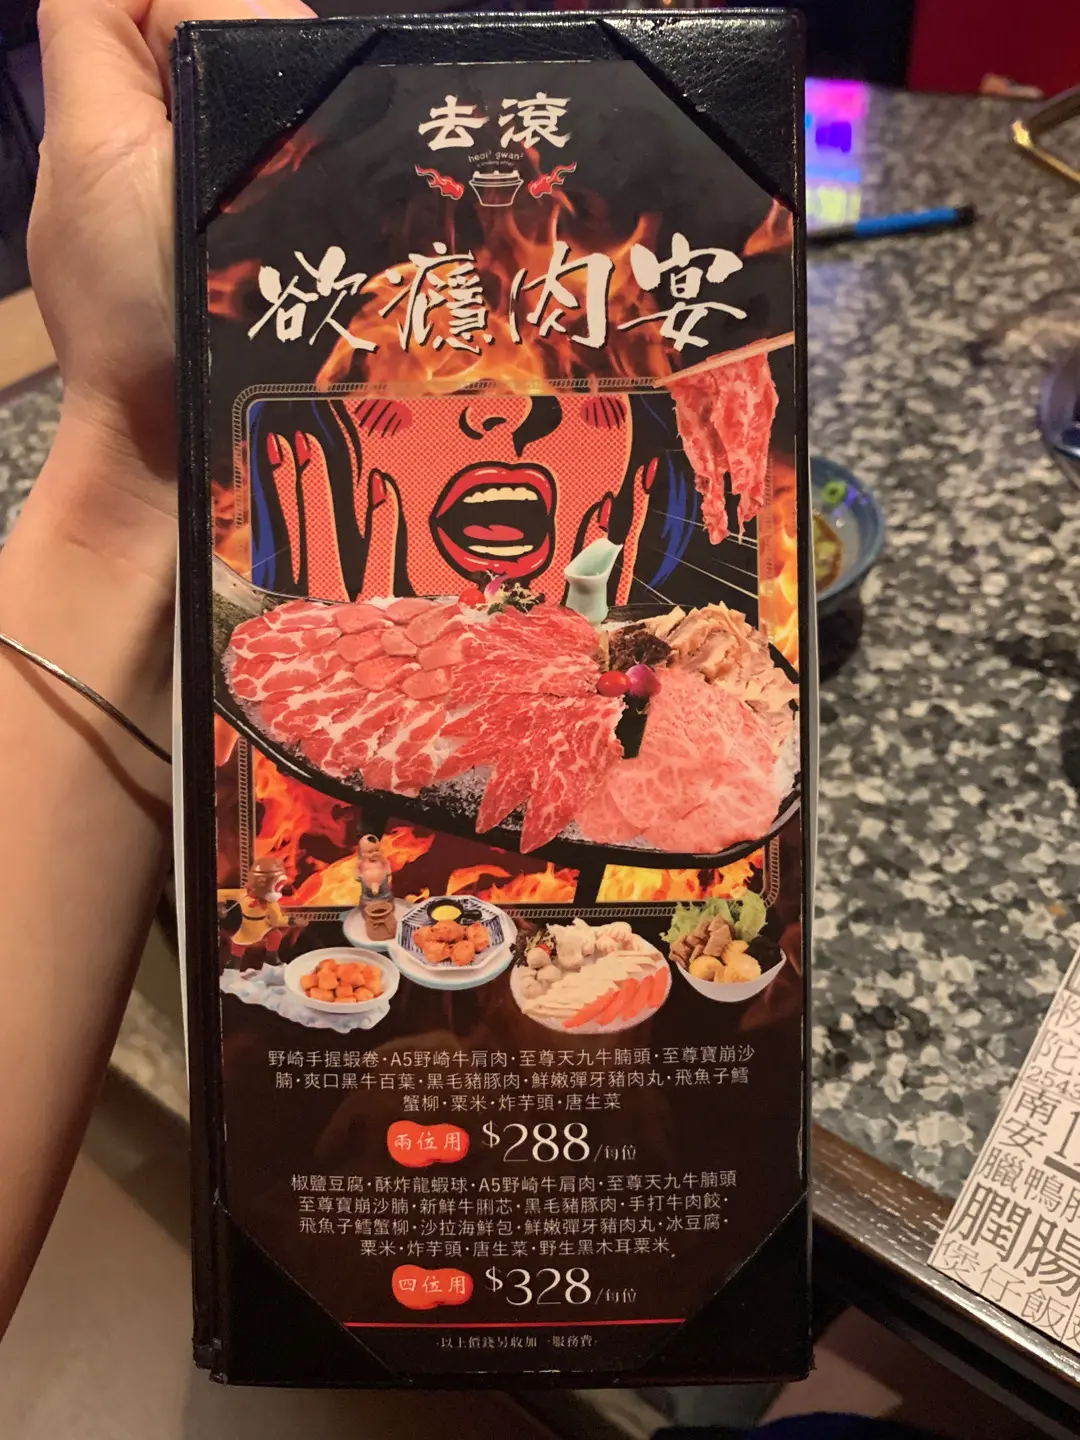 去滾
heoi³ gwan²
欲癮肉宴
野崎手握蝦卷·A5野崎牛肩肉·至尊天九牛腩頭·至尊寶崩沙
腩·爽口黑牛百葉·黑毛豬豚肉·鮮嫩彈牙豬肉丸·飛魚子鱈
蟹柳·粟米·炸芋頭·唐生菜
兩位用 $288/每位
椒鹽豆腐·酥炸龍蝦球·A5野崎牛肩肉·至尊天九牛腩頭
至尊寶崩沙腩·新鮮牛脷芯·黑毛豬豚肉·手打牛肉餃·
飛魚子鱈蟹柳·沙拉海鮮包·鮮嫩彈牙豬肉丸·冰豆腐·
粟米·炸芋頭·唐生菜·野生黑木耳粟米
四位用 $328/每位
·以上價錢另收加一服務費·
粉
陀
2543
南
安
臘鴨
膶腸
煲仔飯